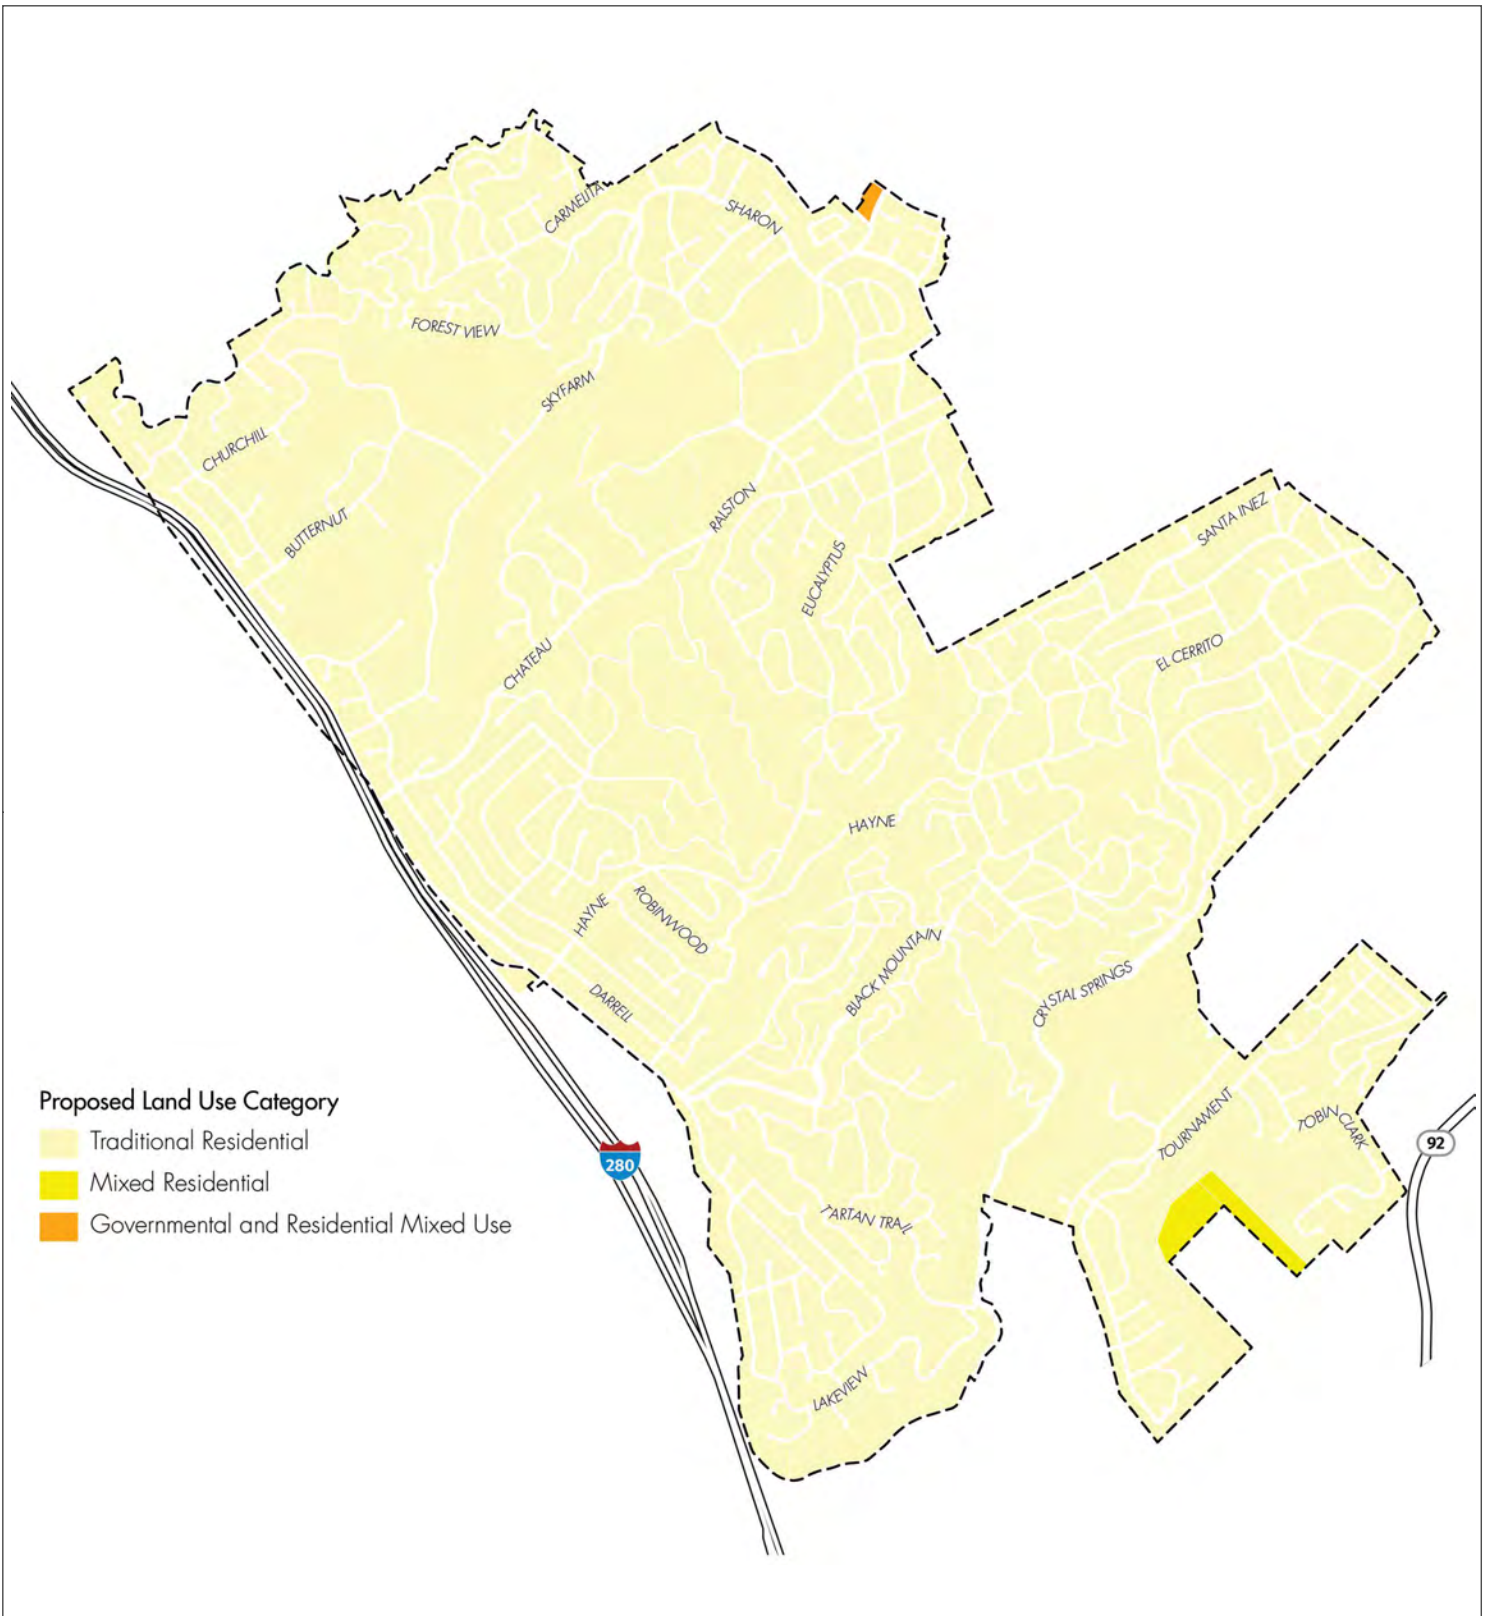 CARMELITA
SHARON
FOREST VIEW
SKYFARM
CHURCHILL
BUTTERNUT
RALSTON
SANTA INEZ
EUCALYPTUS
CHATEAU
EL CERRITO
HAYNE
HAYNE
ROBINWOOD
BLACK MOUNTAIN
CRYSTAL SPRINGS
DARRELL
TOURNAMENT
TOBIN CLARK
92
280
TARTAN TRAIL
LAKEVIEW
Proposed Land Use Category
Traditional Residential
Mixed Residential
Governmental and Residential Mixed Use